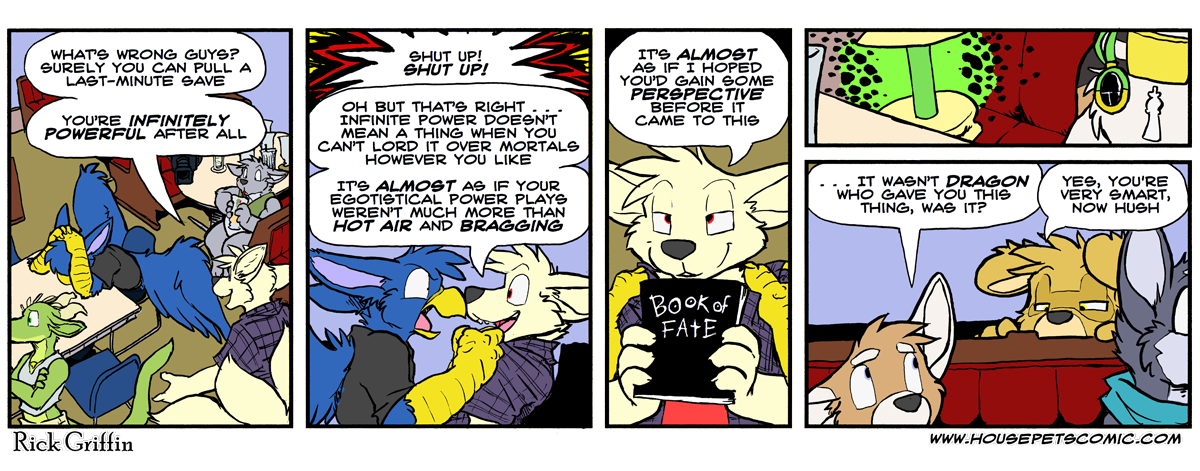 WHAT'S WRONG GUYS?
SURELY YOU CAN PULL A
LAST-MINUTE SAVE
YOU'RE INFINITELY
POWERFUL AFTER ALL
SHUT UP!
SHUT UP!
OH BUT THAT'S RIGHT . . .
INFINITE POWER DOESN'T
MEAN A THING WHEN YOU
CAN'T LORD IT OVER MORTALS
HOWEVER YOU LIKE
IT'S ALMOST AS IF YOUR
EGOTISTICAL POWER PLAYS
WEREN'T MUCH MORE THAN
HOT AIR AND BRAGGING
IT'S ALMOST
AS IF I HOPED
YOU'D GAIN SOME
PERSPECTIVE
BEFORE IT
CAME TO THIS
BOOK OF
FATE
. . . IT WASN'T DRAGON
WHO GAVE YOU THIS
THING, WAS IT?
YES, YOU'RE
VERY SMART,
NOW HUSH
Rick Griffin
WWW.HOUSEPETSCOMIC.COM